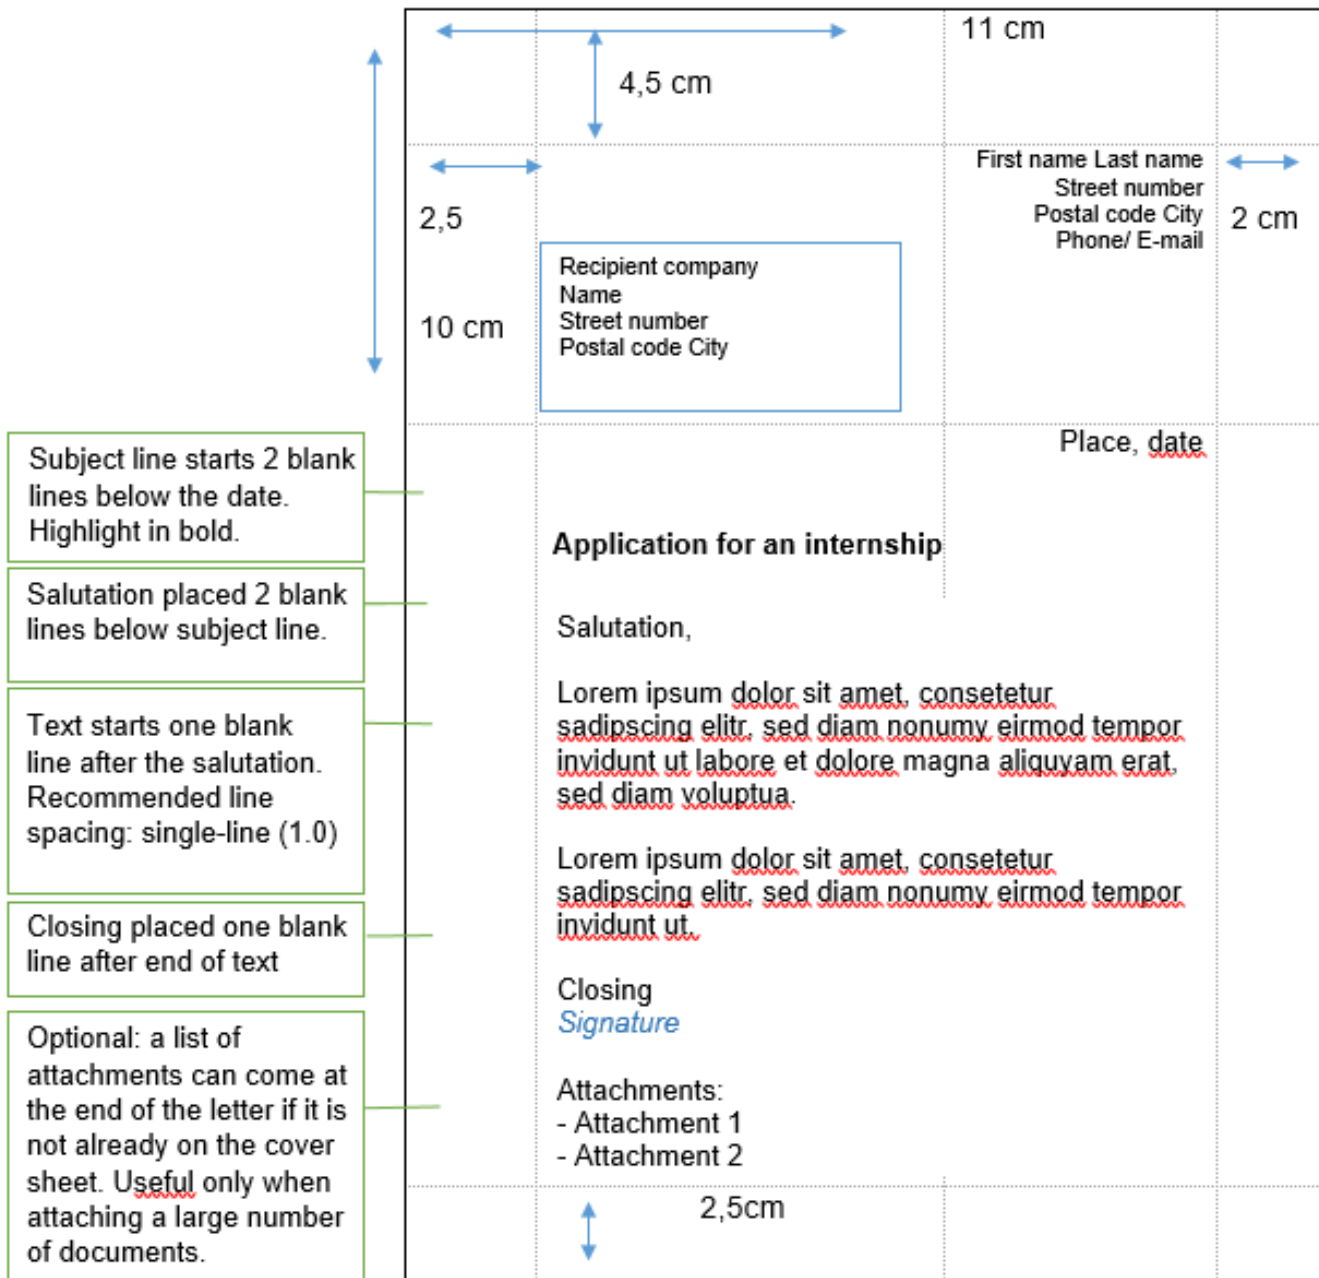 11 cm
4,5 cm
First name Last name
Street number
Postal code City
Phone/ E-mail
2 cm
2,5
Recipient company
Name
Street number
Postal code City
10 cm
Place, date
Subject line starts 2 blank
lines below the date.
Highlight in bold.
Application for an internship
Salutation placed 2 blank
lines below subject line.
Salutation,
Text starts one blank
line after the salutation.
Recommended line
spacing: single-line (1.0)
Lorem ipsum dolor sit amet, consetetur
sadipscing elitr, sed diam nonumy eirmod tempor
invidunt ut labore et dolore magna aliquyam erat,
sed diam voluptua.
Lorem ipsum dolor sit amet, consetetur
sadipscing elitr, sed diam nonumy eirmod tempor
invidunt ut.
Closing placed one blank
line after end of text
Closing
Signature
Optional: a list of
attachments can come at
the end of the letter if it is
not already on the cover
sheet. Useful only when
attaching a large number
of documents.
Attachments:
- Attachment 1
- Attachment 2
2,5cm